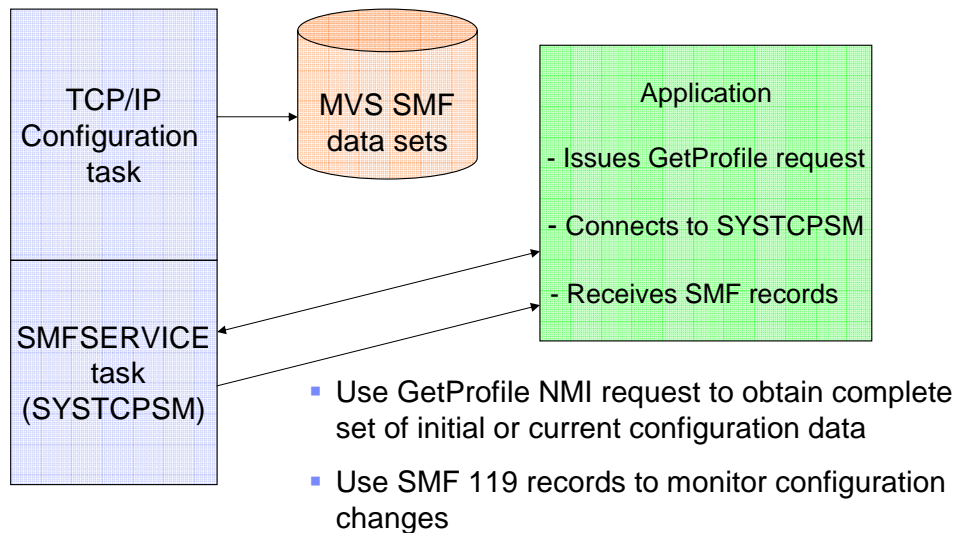 TCP/IP
Configuration
task
SMFSERVICE
task
(SYSTCPSM)
MVS SMF
data sets
Application
- Issues GetProfile request
- Connects to SYSTCPSM
- Receives SMF records
▪ Use GetProfile NMI request to obtain complete
set of initial or current configuration data
▪ Use SMF 119 records to monitor configuration
changes